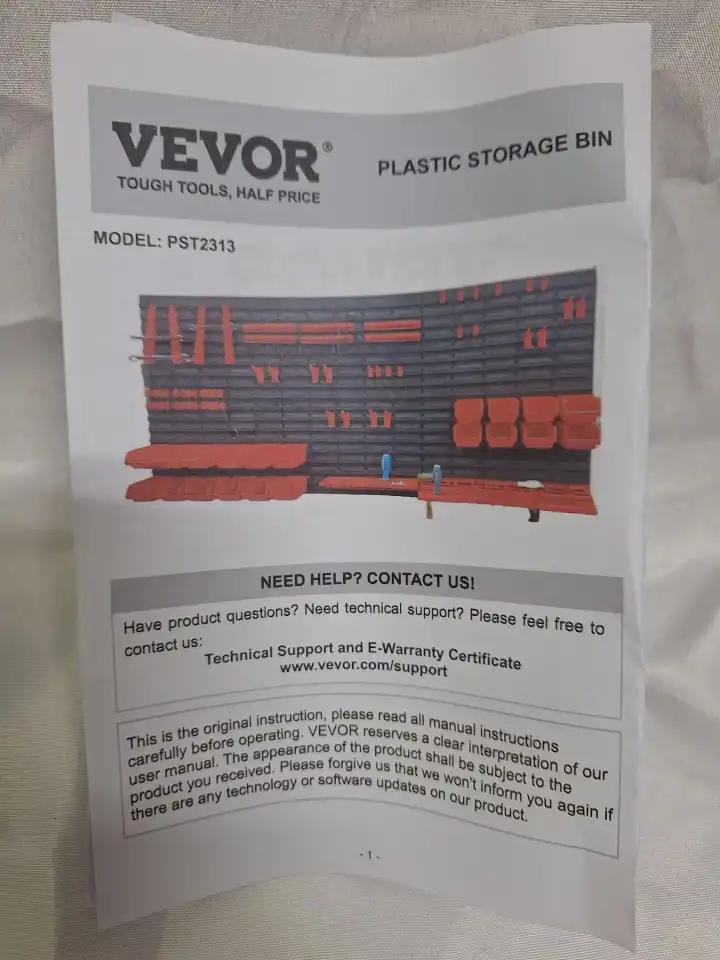 VEVOR®
TOUGH TOOLS, HALF PRICE
PLASTIC STORAGE BIN
MODEL: PST2313
NEED HELP? CONTACT US!
Have product questions? Need technical support? Please feel free to
contact us:
Technical Support and E-Warranty Certificate
www.vevor.com/support
This is the original instruction, please read all manual instructions
carefully before operating. VEVOR reserves a clear interpretation of our
user manual. The appearance of the product shall be subject to the
product you received. Please forgive us that we won't inform you again if
there are any technology or software updates on our product.
- 1 -